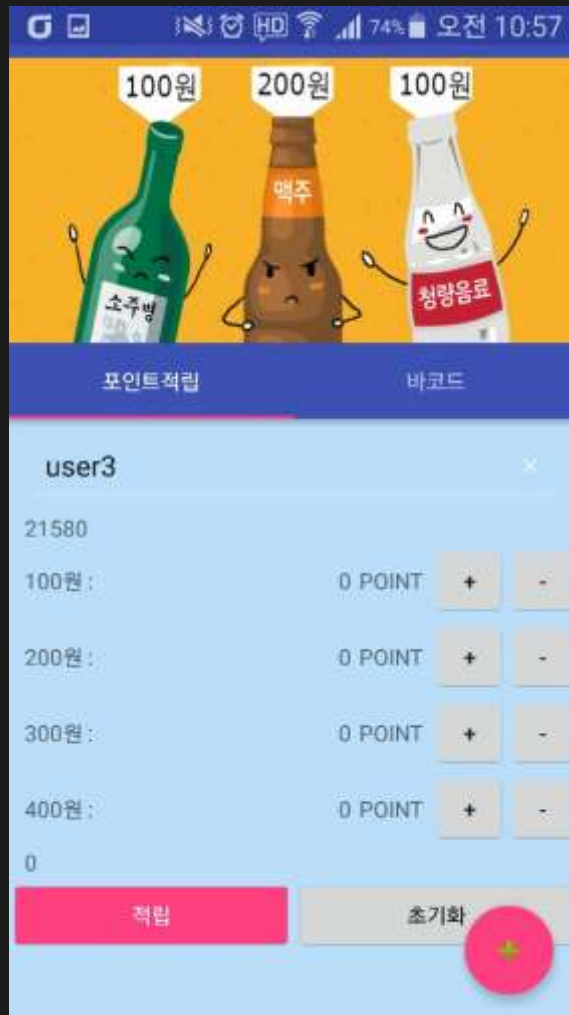 HD 74% 오전 10:57
100원 200원 100원
맥주
소주병
청량음료
포인트적립 바코드
user3 ×
21580
100원 : 0 POINT + -
200원 : 0 POINT + -
300원 : 0 POINT + -
400원 : 0 POINT + -
0
적립 초기화
+